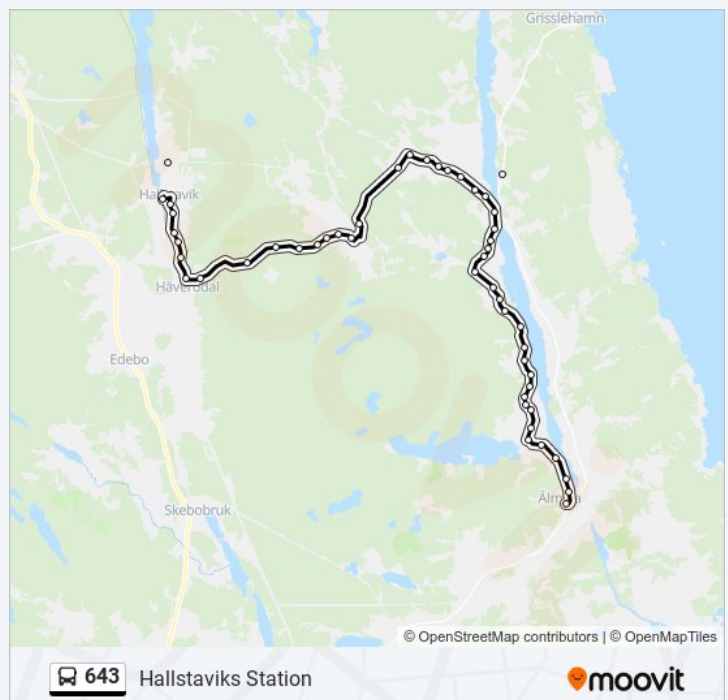 Grisslehamn
Hallstavik
Häverödal
Edebo
Skebobruk
Älmsta
© OpenStreetMap contributors | © OpenMapTiles
643 Hallstaviks Station
moovit